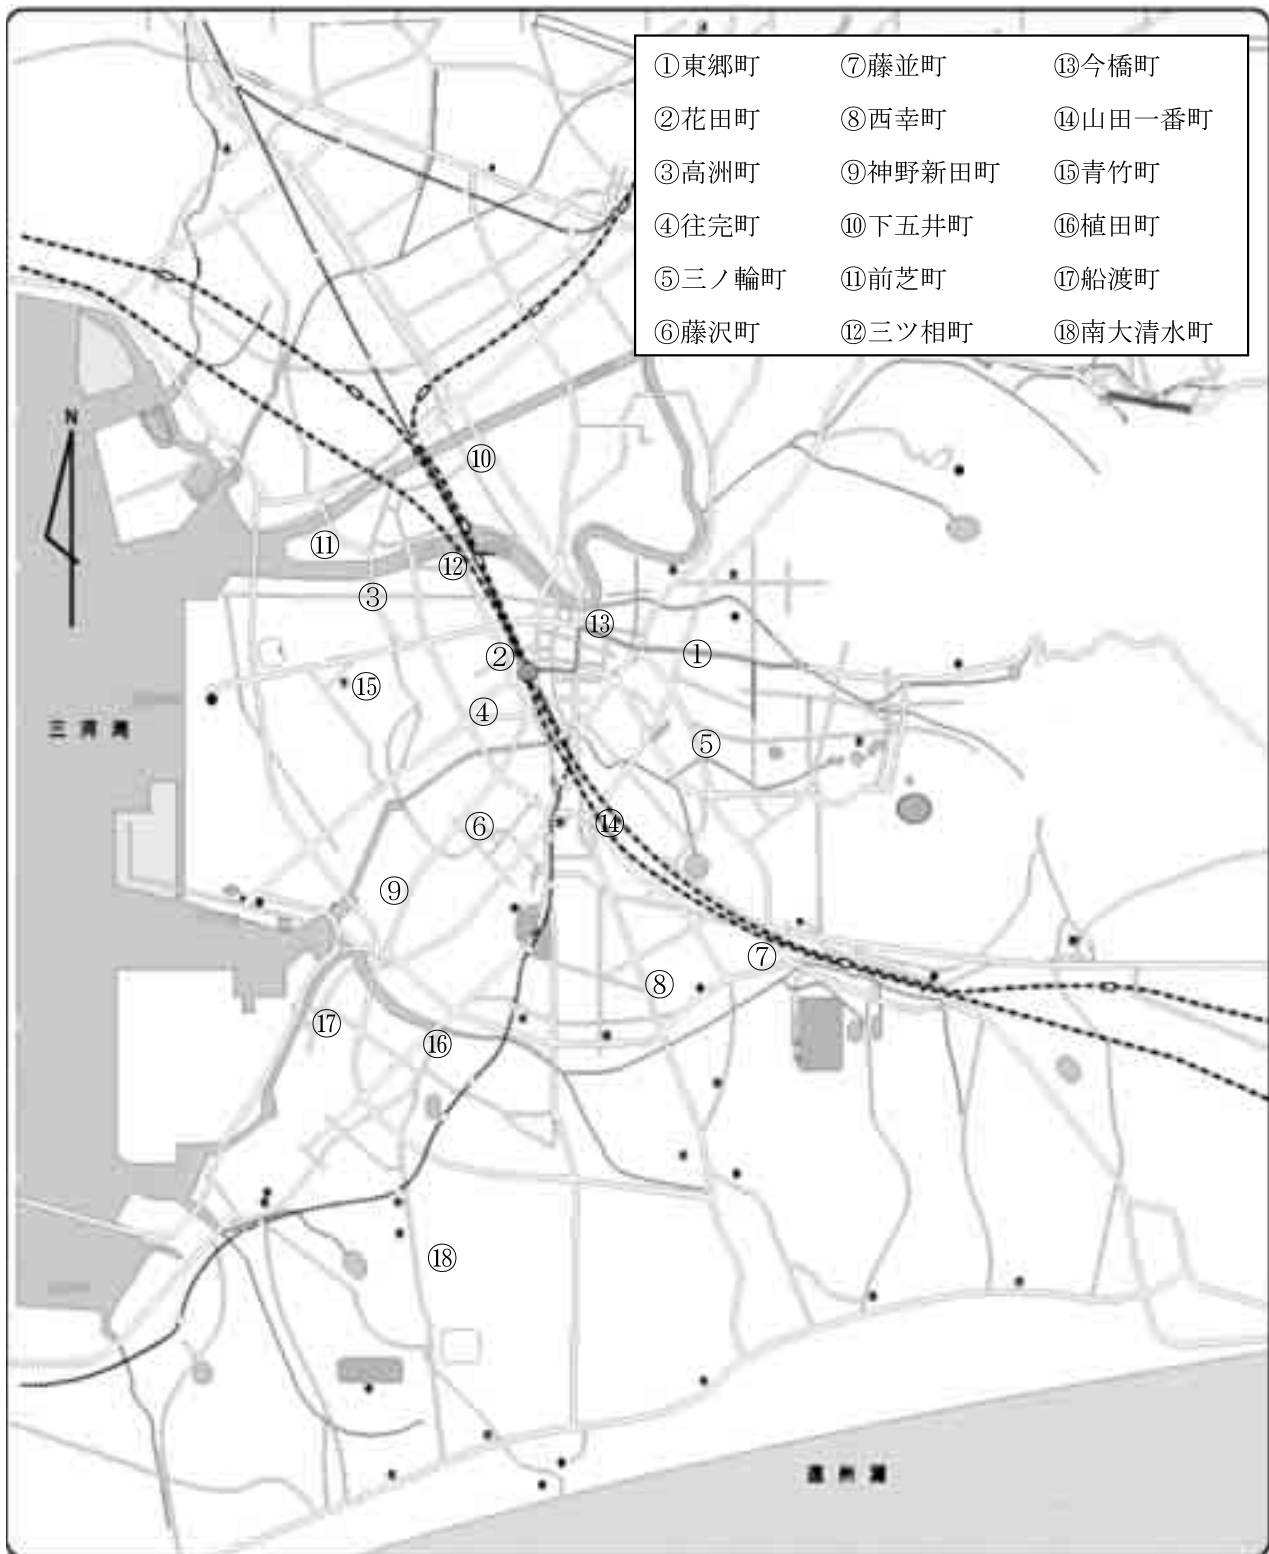 ①東郷町 ⑦藤並町 ⑬今橋町
②花田町 ⑧西幸町 ⑭山田一番町
③高洲町 ⑨神野新田町 ⑮青竹町
④往完町 ⑩下五井町 ⑯植田町
⑤三ノ輪町 ⑪前芝町 ⑰船渡町
⑥藤沢町 ⑫三ツ相町 ⑱南大清水町
N
⑩
⑪
⑫
③
⑬
②
①
⑮
④
三河湾
⑤
⑥
⑭
⑨
⑦
⑧
⑰
⑯
⑱
遠州灘